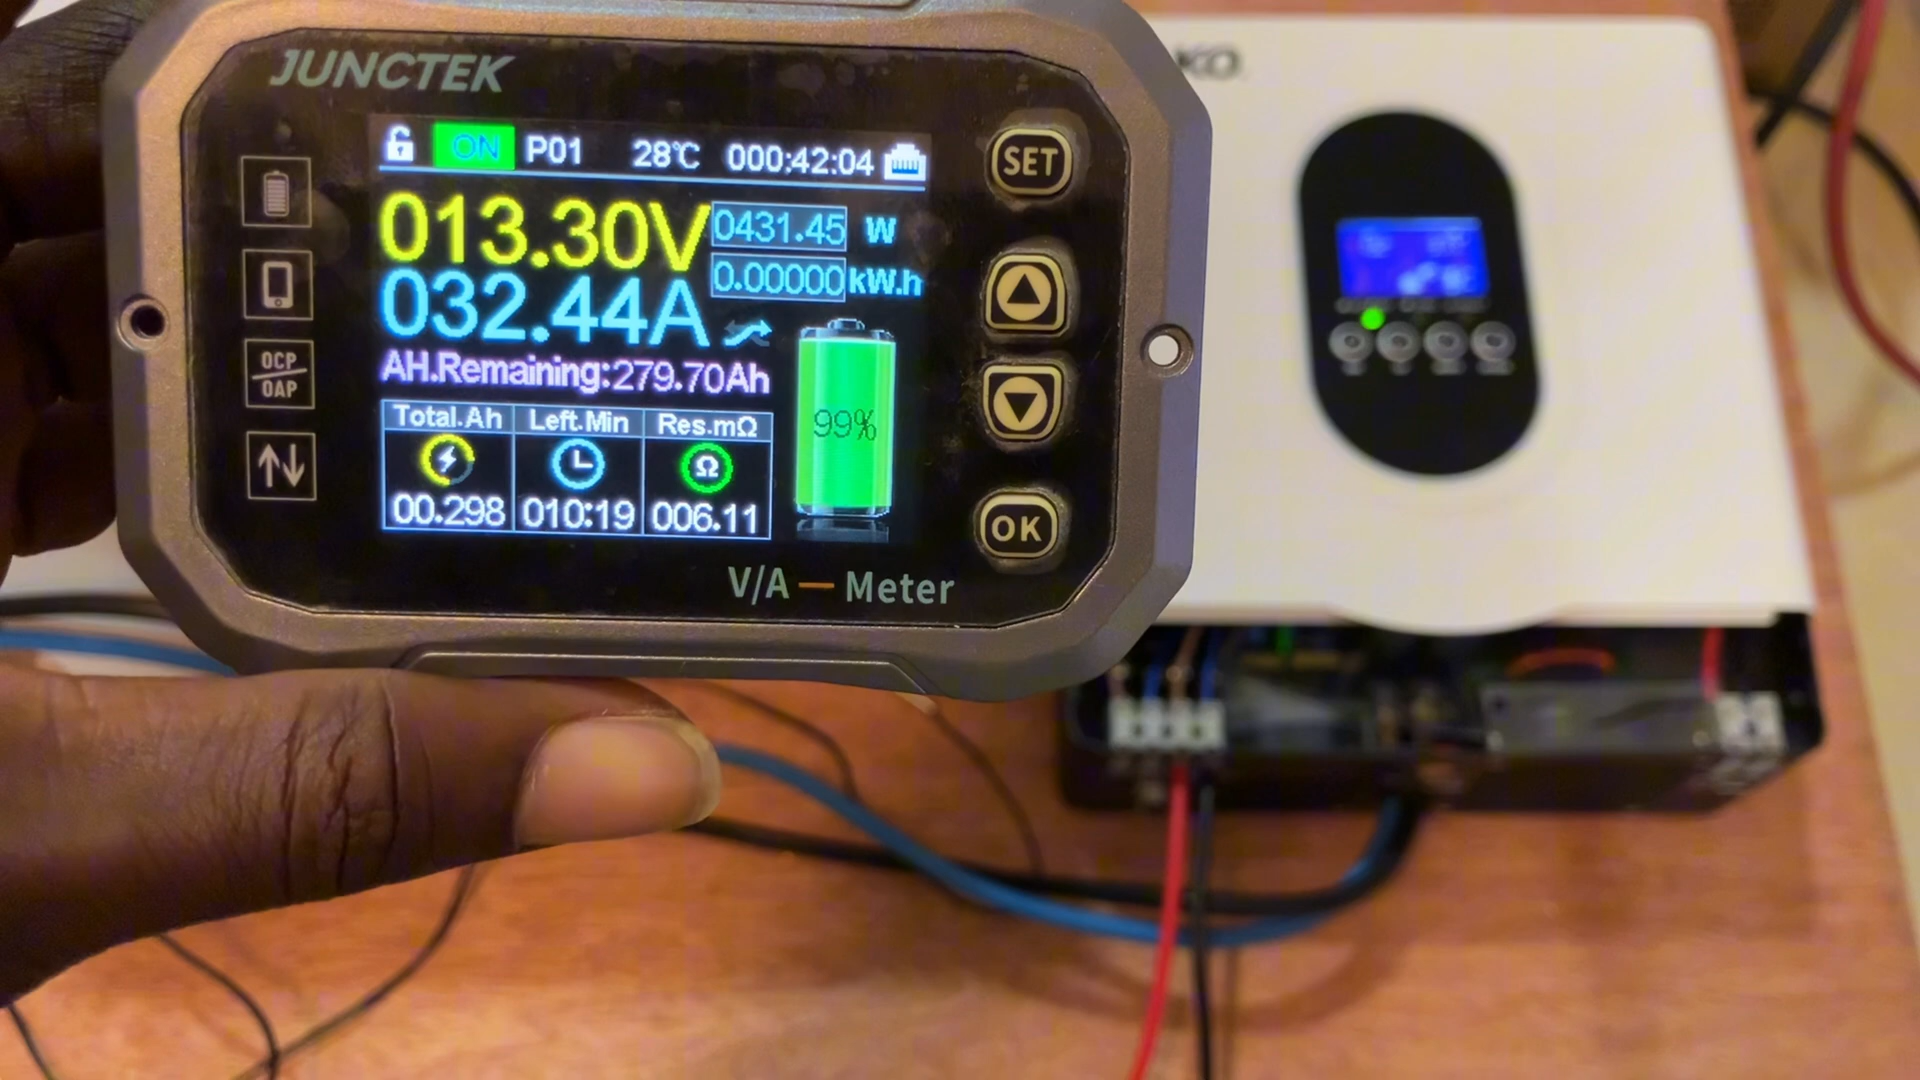 JUNCTEK
ON P01 28℃ 000:42:04
013.30V 0431.45 W
0.00000 kW.h
032.44A
AH.Remaining:279.70Ah
Total.Ah Left.Min Res.mΩ
Ω
00.298 010:19 006.11
99%
OCP
OAP
SET
OK
V/A — Meter
KO